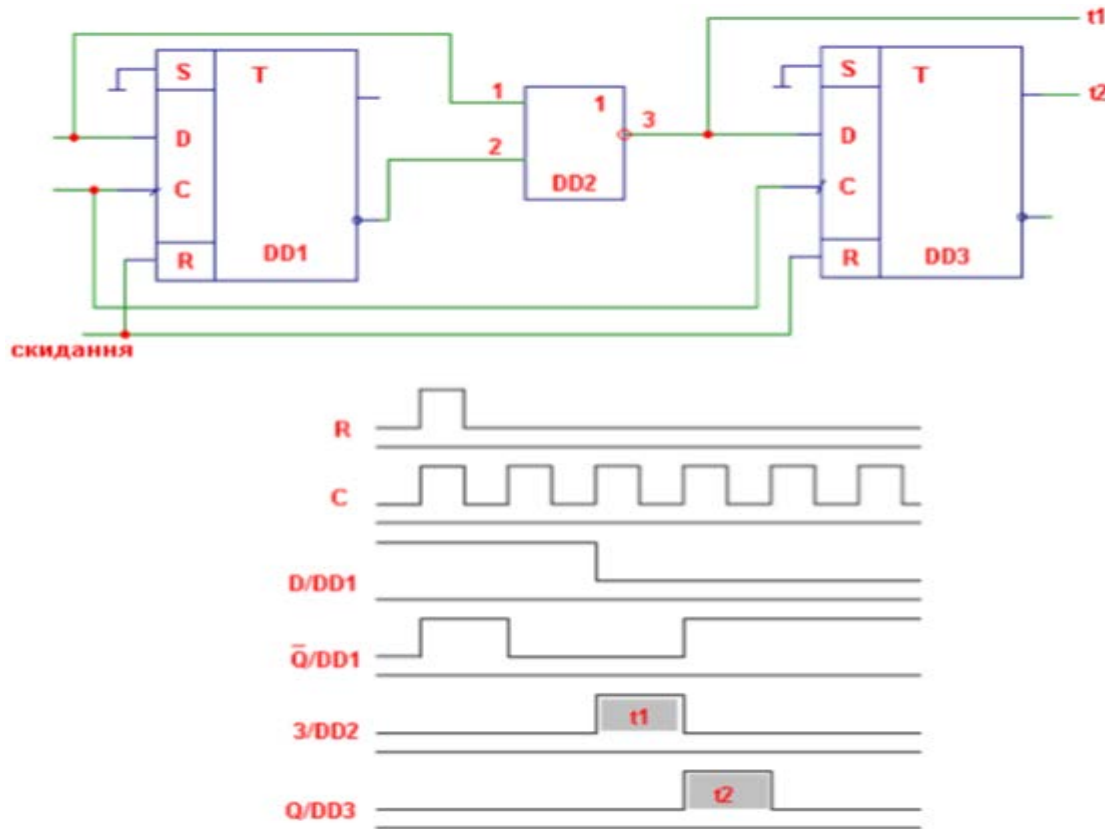 t1
S T
S T
t2
1
1
3
D
D
2
C
DD2
C
DD1
R
DD3
R
скидання
R
C
D/DD1
Q̅/DD1
3/DD2 t1
Q/DD3 t2